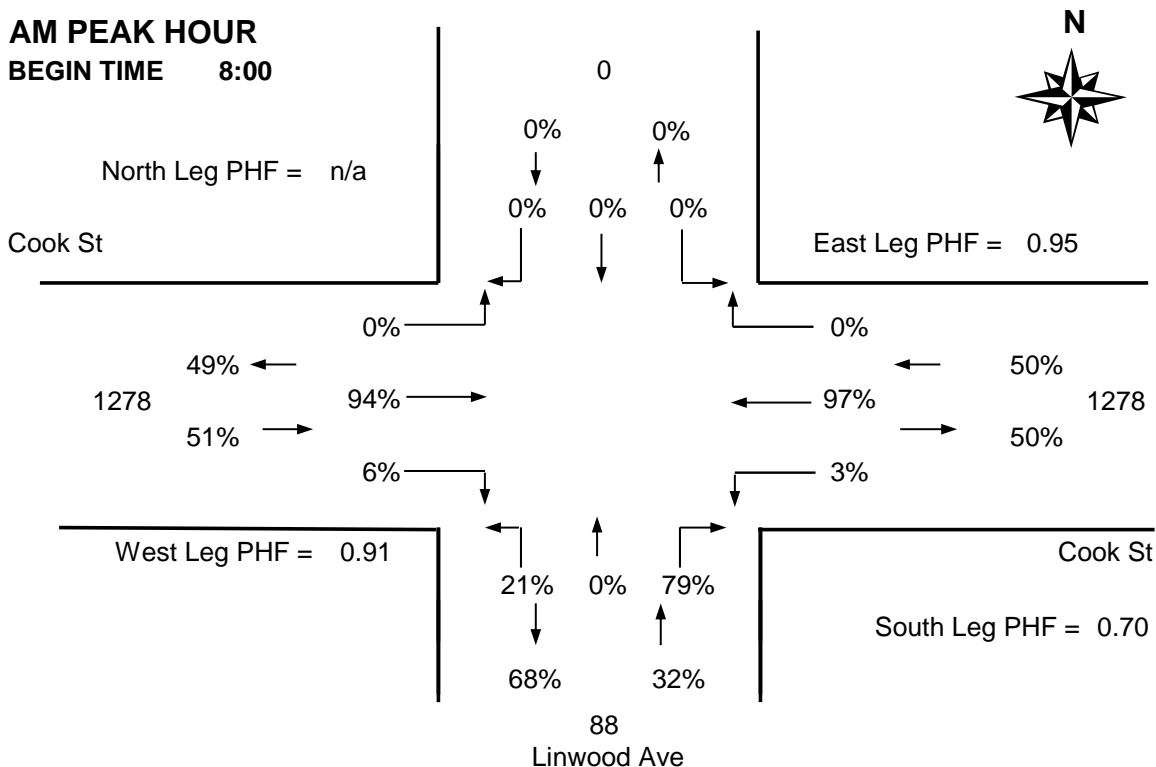 AM PEAK HOUR
N
BEGIN TIME 8:00
0
0% 0%
North Leg PHF = n/a
0% 0% 0%
Cook St
East Leg PHF = 0.95
0% 0%
49% 50%
1278 94% 97% 1278
51% 50%
6% 3%
West Leg PHF = 0.91
Cook St
21% 0% 79%
South Leg PHF = 0.70
68% 32%
88
Linwood Ave